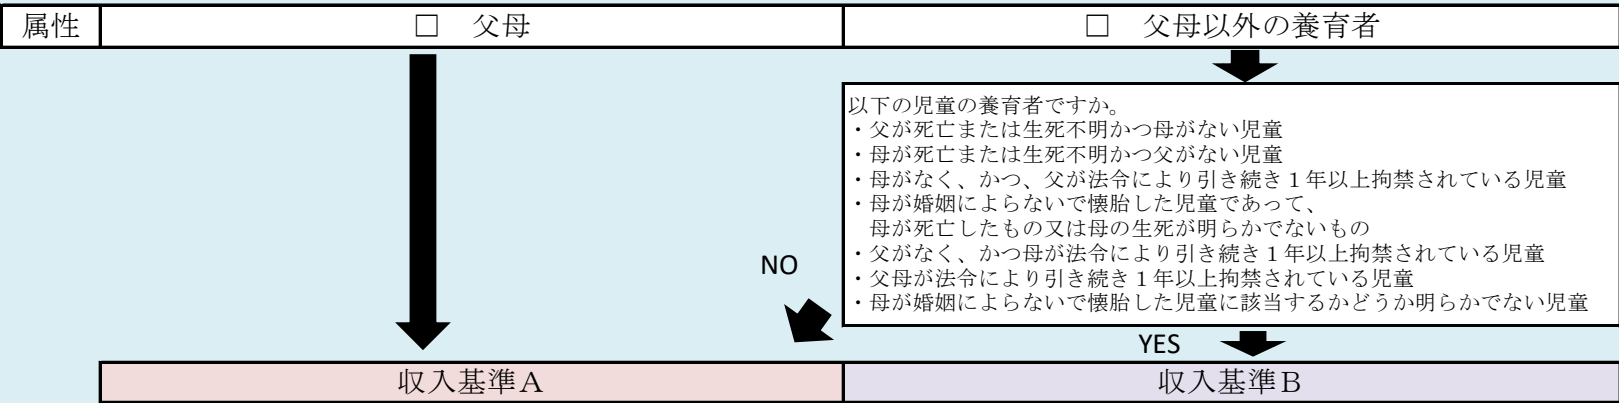 属性
□ 父母
□ 父母以外の養育者
以下の児童の養育者ですか。
・父が死亡または生死不明かつ母がない児童
・母が死亡または生死不明かつ父がない児童
・母がなく、かつ、父が法令により引き続き1年以上拘禁されている児童
・母が婚姻によらないで懐胎した児童であって、
母が死亡したもの又は母の生死が明らかでないもの
・父がなく、かつ母が法令により引き続き1年以上拘禁されている児童
・父母が法令により引き続き1年以上拘禁されている児童
・母が婚姻によらないで懐胎した児童に該当するかどうか明らかでない児童
NO
YES
収入基準A
収入基準B